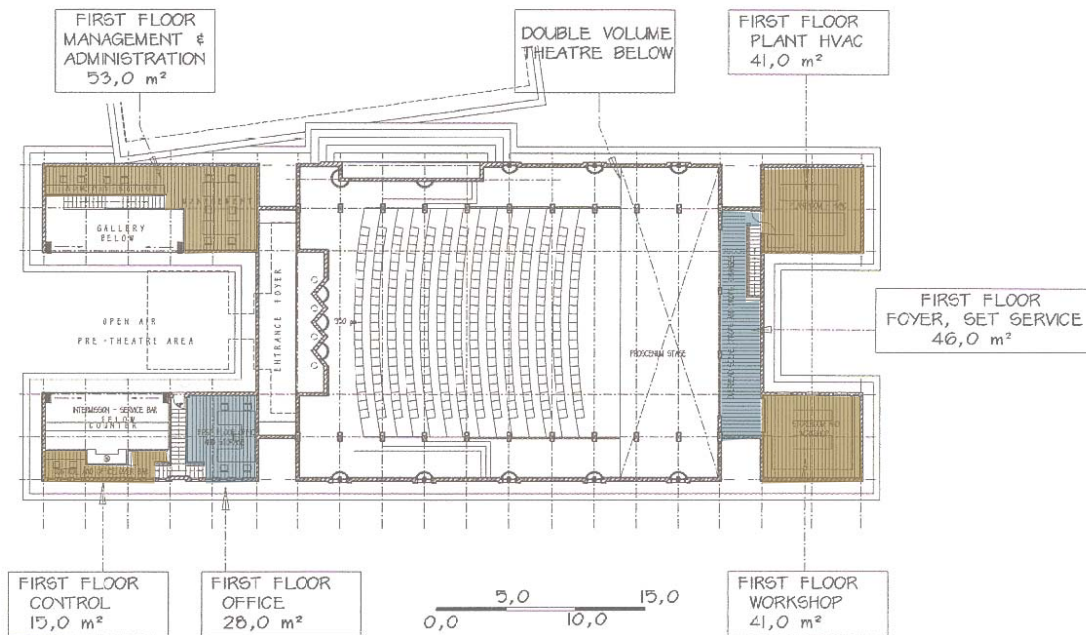 FIRST FLOOR
MANAGEMENT &
ADMINISTRATION
53,0 m²
DOUBLE VOLUME
THEATRE BELOW
FIRST FLOOR
PLANT HVAC
41,0 m²
ADMINISTRATION
GALLERY
BELOW
ENTRANCE FOYER
OPEN AIR
PRE-THEATRE AREA
PROSCENIUM STAGE
FIRST FLOOR
FOYER, SET SERVICE
46,0 m²
INTERMISSION - SERVICE BAR
BELOW
COUNTER
FIRST FLOOR
CONTROL
15,0 m²
FIRST FLOOR
OFFICE
28,0 m²
5,0
15,0
0,0
10,0
FIRST FLOOR
WORKSHOP
41,0 m²